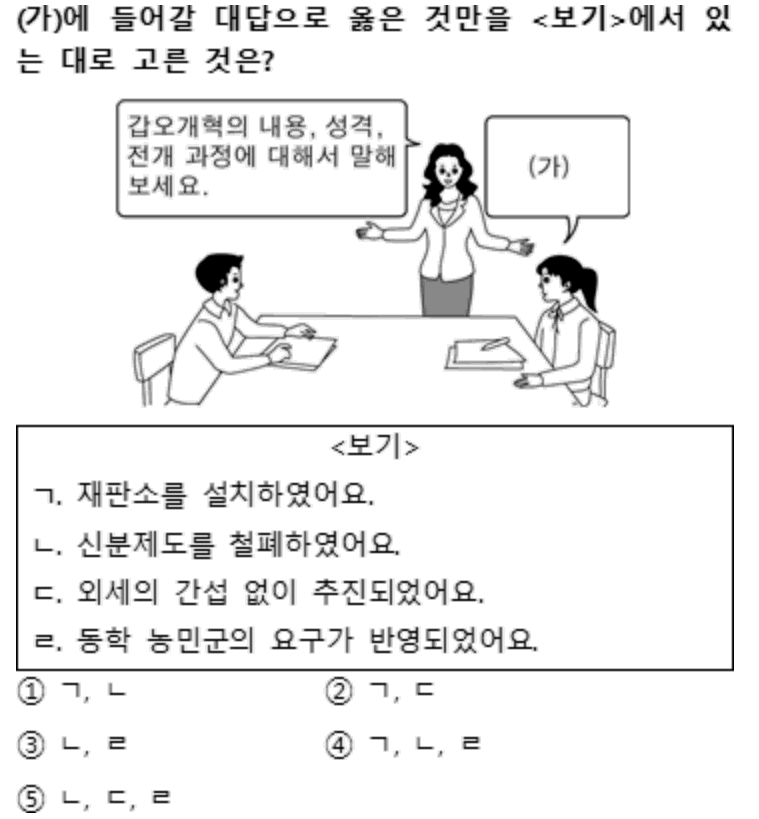 (가)에 들어갈 대답으로 옳은 것만을 <보기>에서 있
는 대로 고른 것은?
갑오개혁의 내용, 성격,
전개 과정에 대해서 말해
보세요.
(가)
<보기>
ㄱ. 재판소를 설치하였어요.
ㄴ. 신분제도를 철폐하였어요.
ㄷ. 외세의 간섭 없이 추진되었어요.
ㄹ. 동학 농민군의 요구가 반영되었어요.
① ㄱ, ㄴ ② ㄱ, ㄷ
③ ㄴ, ㄹ ④ ㄱ, ㄴ, ㄹ
⑤ ㄴ, ㄷ, ㄹ